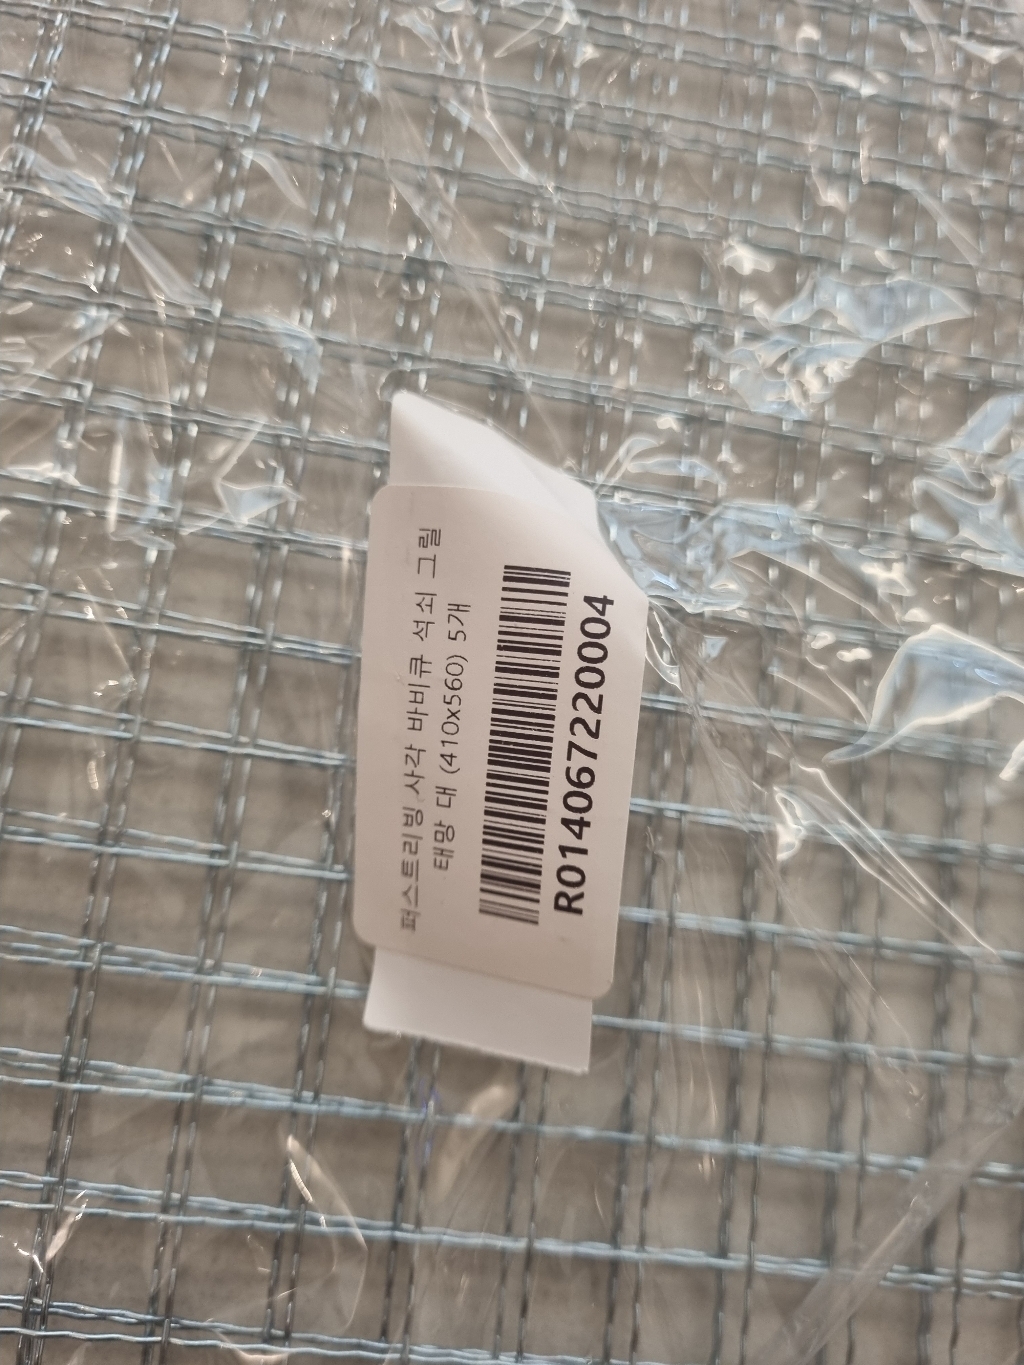 퍼스트리빙 사각 바비큐 석쇠 그릴
태망 대 (410x560) 5개
R0140672220004